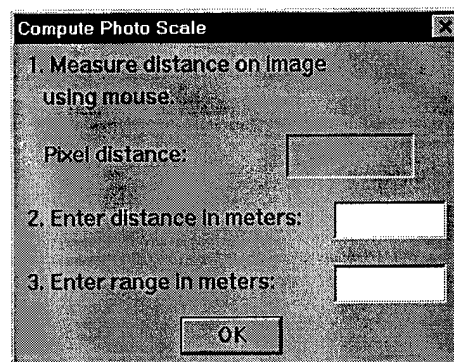 Compute Photo Scale
1. Measure distance on image
using mouse.
Pixel distance:
2. Enter distance in meters:
3. Enter range in meters:
OK